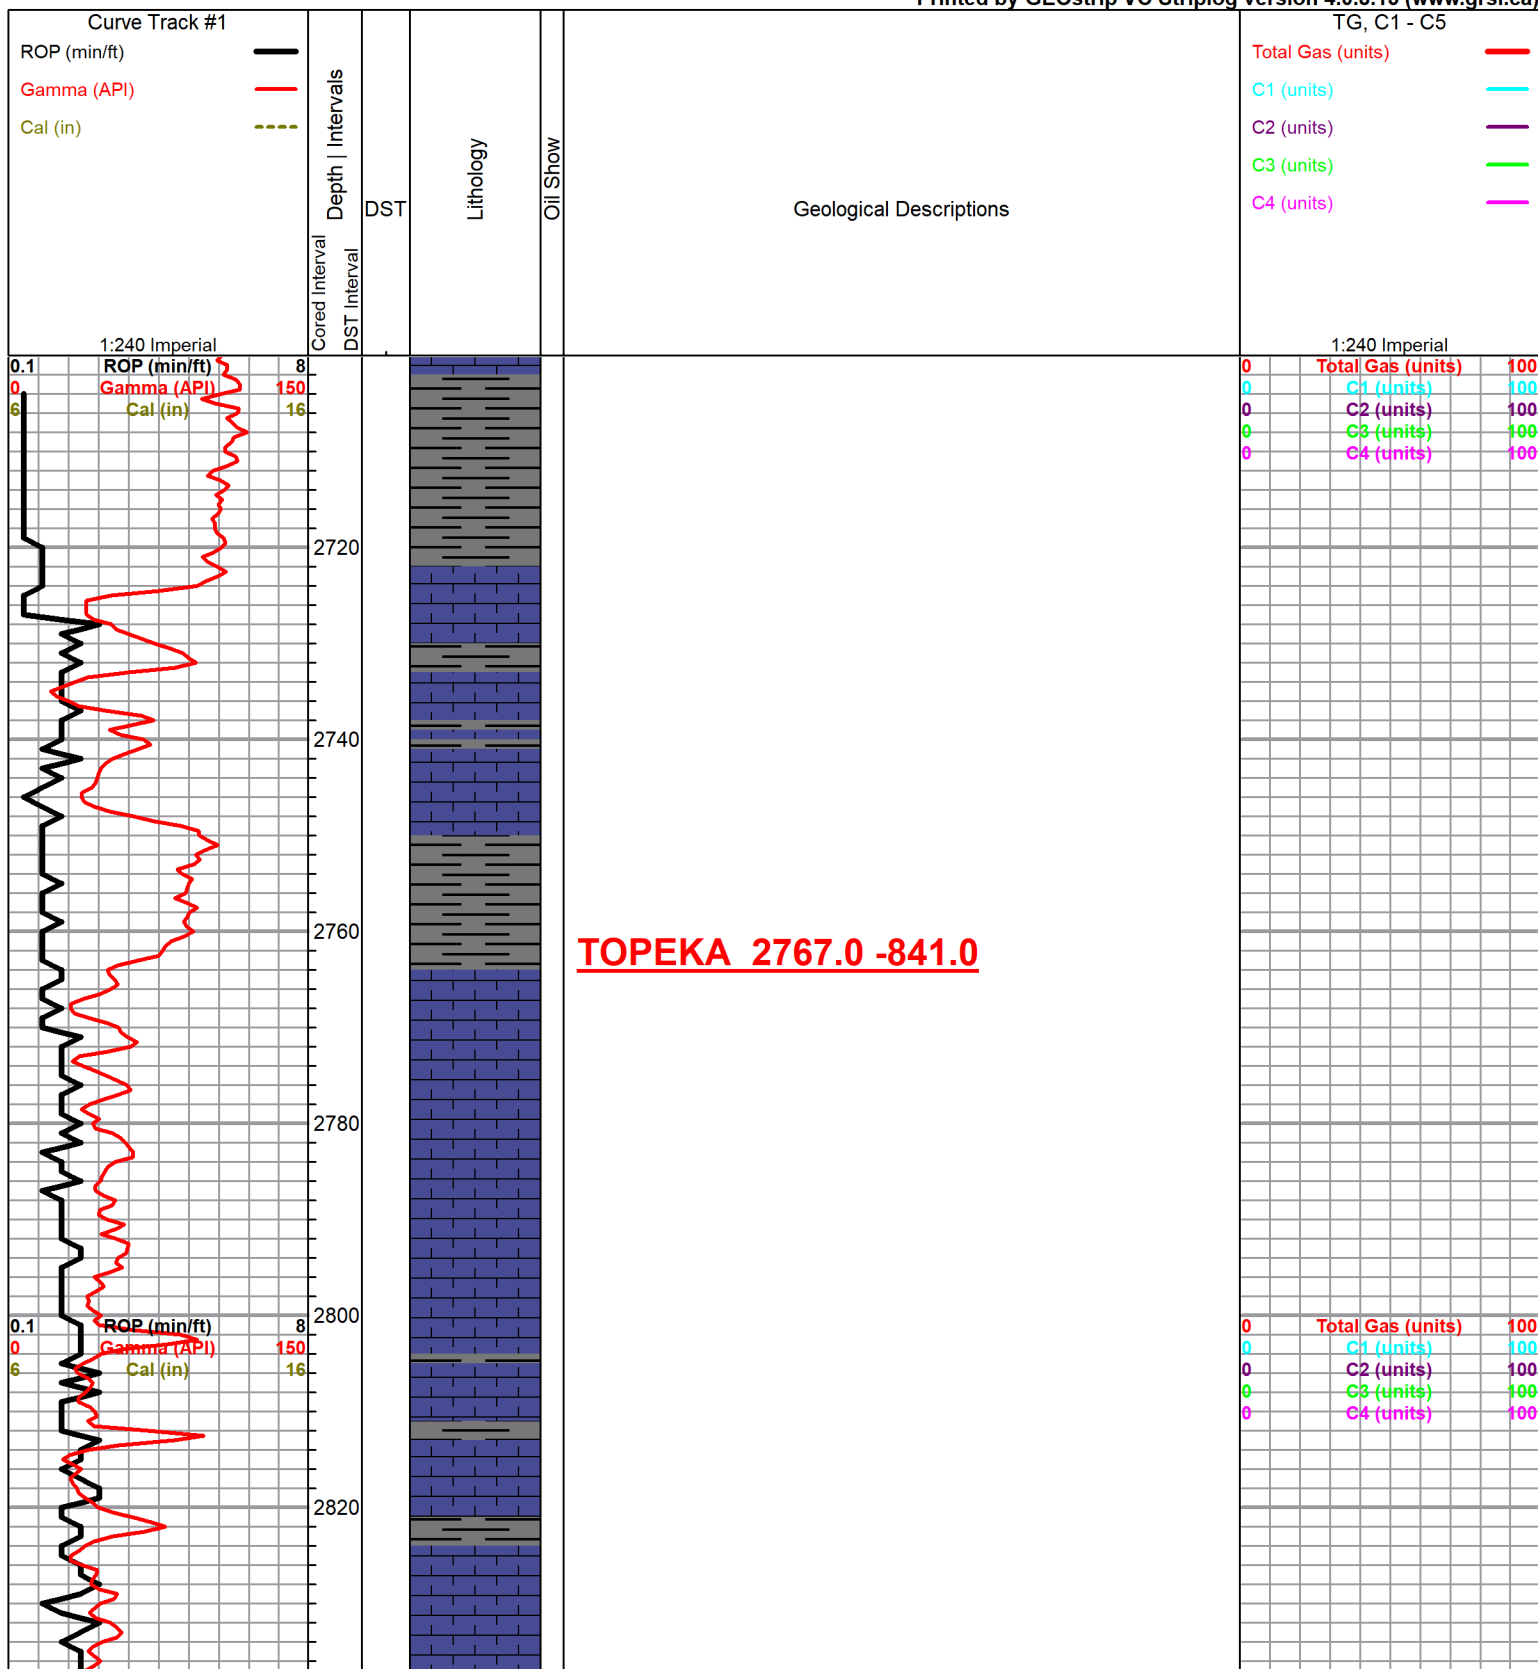 Curve Track #1
ROP (min/ft)
Gamma (API)
Cal (in)
1:240 Imperial
Cored Interval
Depth | Intervals
DST Interval
DST
Lithology
Oil Show
Geological Descriptions
TG, C1 - C5
Total Gas (units)
C1 (units)
C2 (units)
C3 (units)
C4 (units)
1:240 Imperial
0.1 ROP (min/ft) 8
0 Gamma (API) 150
6 Cal (in) 16
0 Total Gas (units) 100
0 C1 (units) 100
0 C2 (units) 100
0 C3 (units) 100
0 C4 (units) 100
2720
2740
2760
TOPEKA 2767.0 -841.0
2780
2800
0.1 ROP (min/ft) 8
0 Gamma (API) 150
6 Cal (in) 16
0 Total Gas (units) 100
0 C1 (units) 100
0 C2 (units) 100
0 C3 (units) 100
0 C4 (units) 100
2820